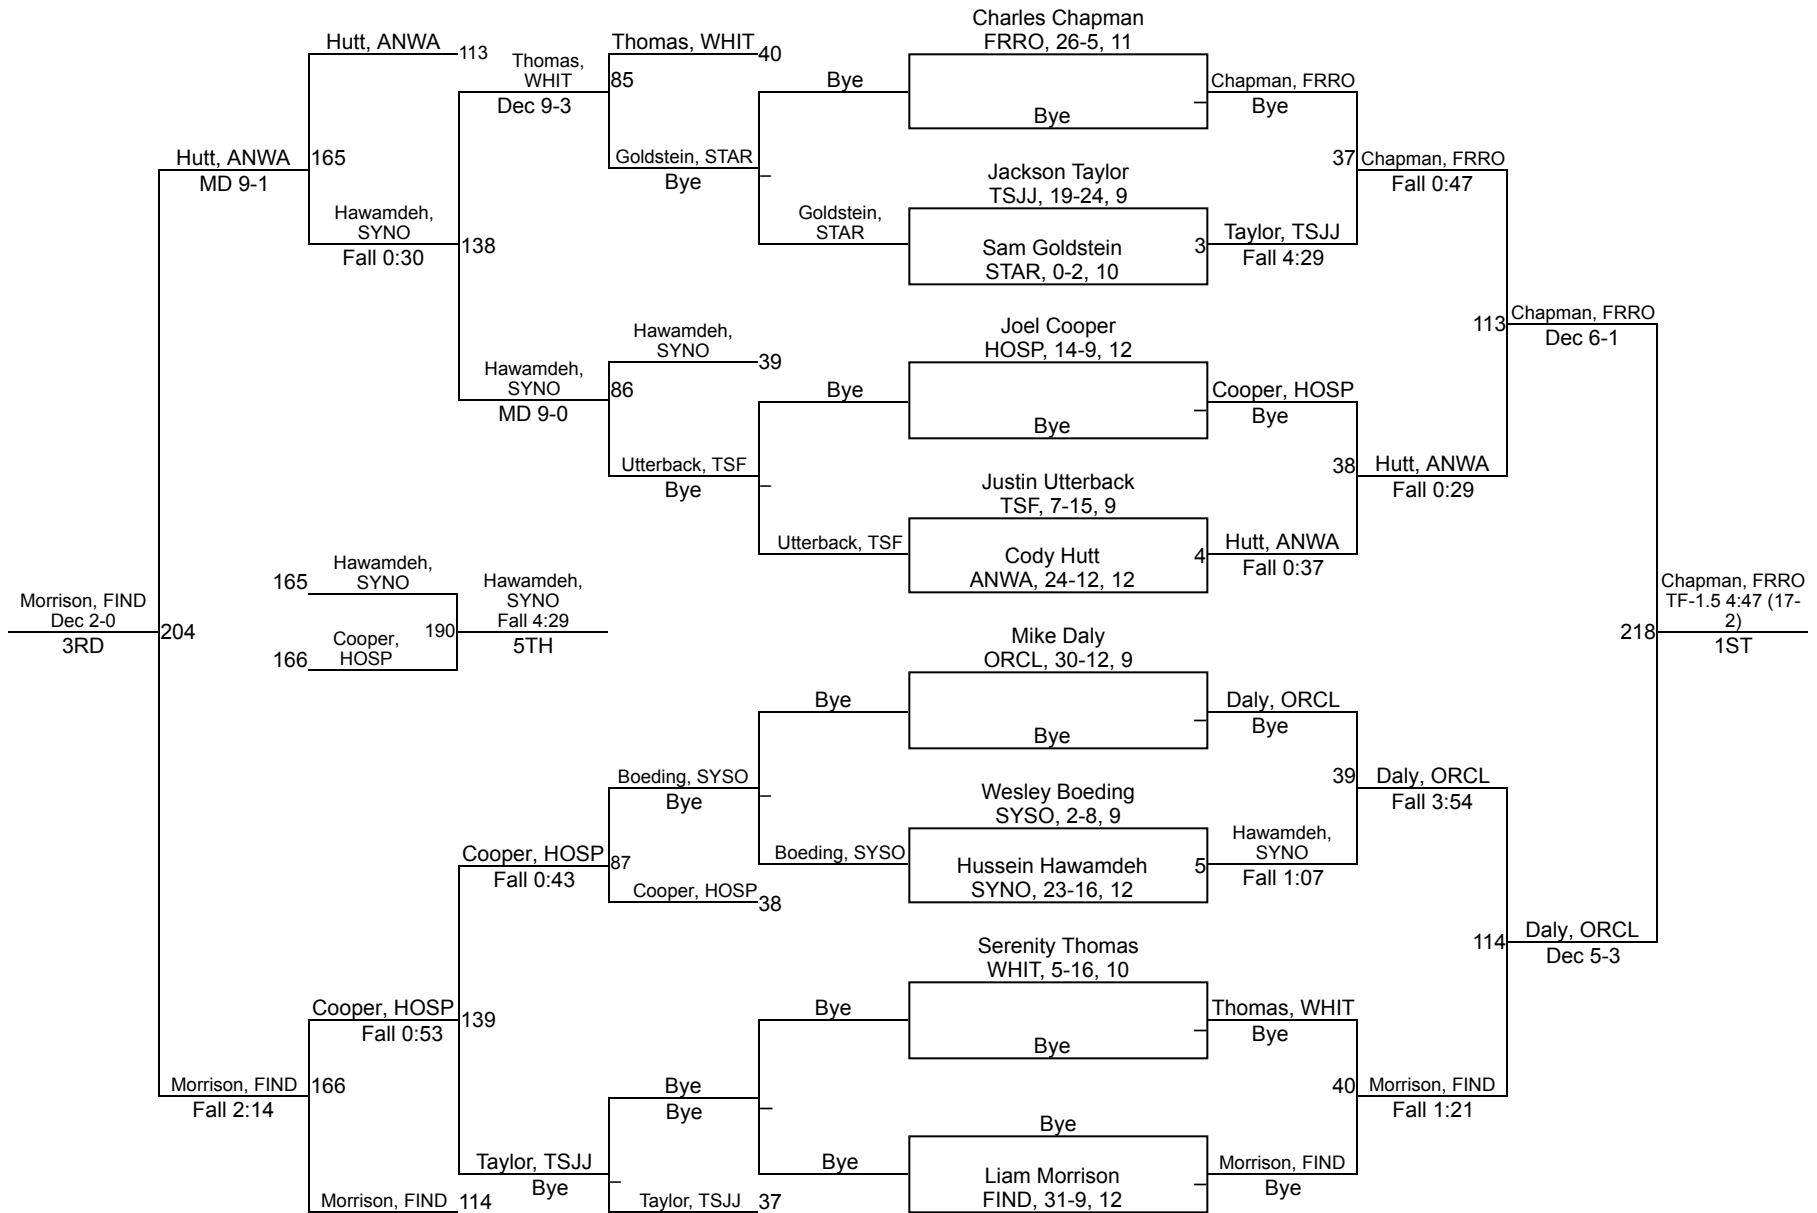 Charles Chapman
FRRO, 26-5, 11
Hutt, ANWA
113
Thomas, WHIT
40
Thomas,
WHIT
85
Dec 9-3
Bye
Chapman, FRRO
Bye
Bye
Goldstein, STAR
Bye
Hutt, ANWA
165
MD 9-1
37
Chapman, FRRO
Fall 0:47
Jackson Taylor
TSJJ, 19-24, 9
Hawamdeh,
SYNO
138
Fall 0:30
Goldstein,
STAR
Sam Goldstein
STAR, 0-2, 10
3
Taylor, TSJJ
Fall 4:29
Joel Cooper
HOSP, 14-9, 12
113
Chapman, FRRO
Dec 6-1
Hawamdeh,
SYNO
39
Hawamdeh,
SYNO
86
MD 9-0
Bye
Cooper, HOSP
Bye
Bye
Utterback, TSF
Bye
38
Hutt, ANWA
Fall 0:29
Justin Utterback
TSF, 7-15, 9
Utterback, TSF
Cody Hutt
ANWA, 24-12, 12
4
Hutt, ANWA
Fall 0:37
165
Hawamdeh,
SYNO
Hawamdeh,
SYNO
Fall 4:29
5TH
190
166
Cooper,
HOSP
Morrison, FIND
Dec 2-0
3RD
204
218
Chapman, FRRO
TF-1.5 4:47 (17-
2)
1ST
Mike Daly
ORCL, 30-12, 9
Bye
Daly, ORCL
Bye
Bye
Boeding, SYSO
Bye
39
Daly, ORCL
Fall 3:54
Wesley Boeding
SYSO, 2-8, 9
Cooper, HOSP
87
Fall 0:43
Boeding, SYSO
Hussein Hawamdeh
SYNO, 23-16, 12
5
Hawamdeh,
SYNO
Fall 1:07
Cooper, HOSP
38
114
Daly, ORCL
Dec 5-3
Serenity Thomas
WHIT, 5-16, 10
Cooper, HOSP
139
Fall 0:53
Bye
Thomas, WHIT
Bye
Bye
Morrison, FIND
166
Fall 2:14
Bye
Bye
40
Morrison, FIND
Fall 1:21
Bye
Taylor, TSJJ
Bye
Bye
Liam Morrison
FIND, 31-9, 12
Morrison, FIND
Bye
Morrison, FIND
114
Taylor, TSJJ
37